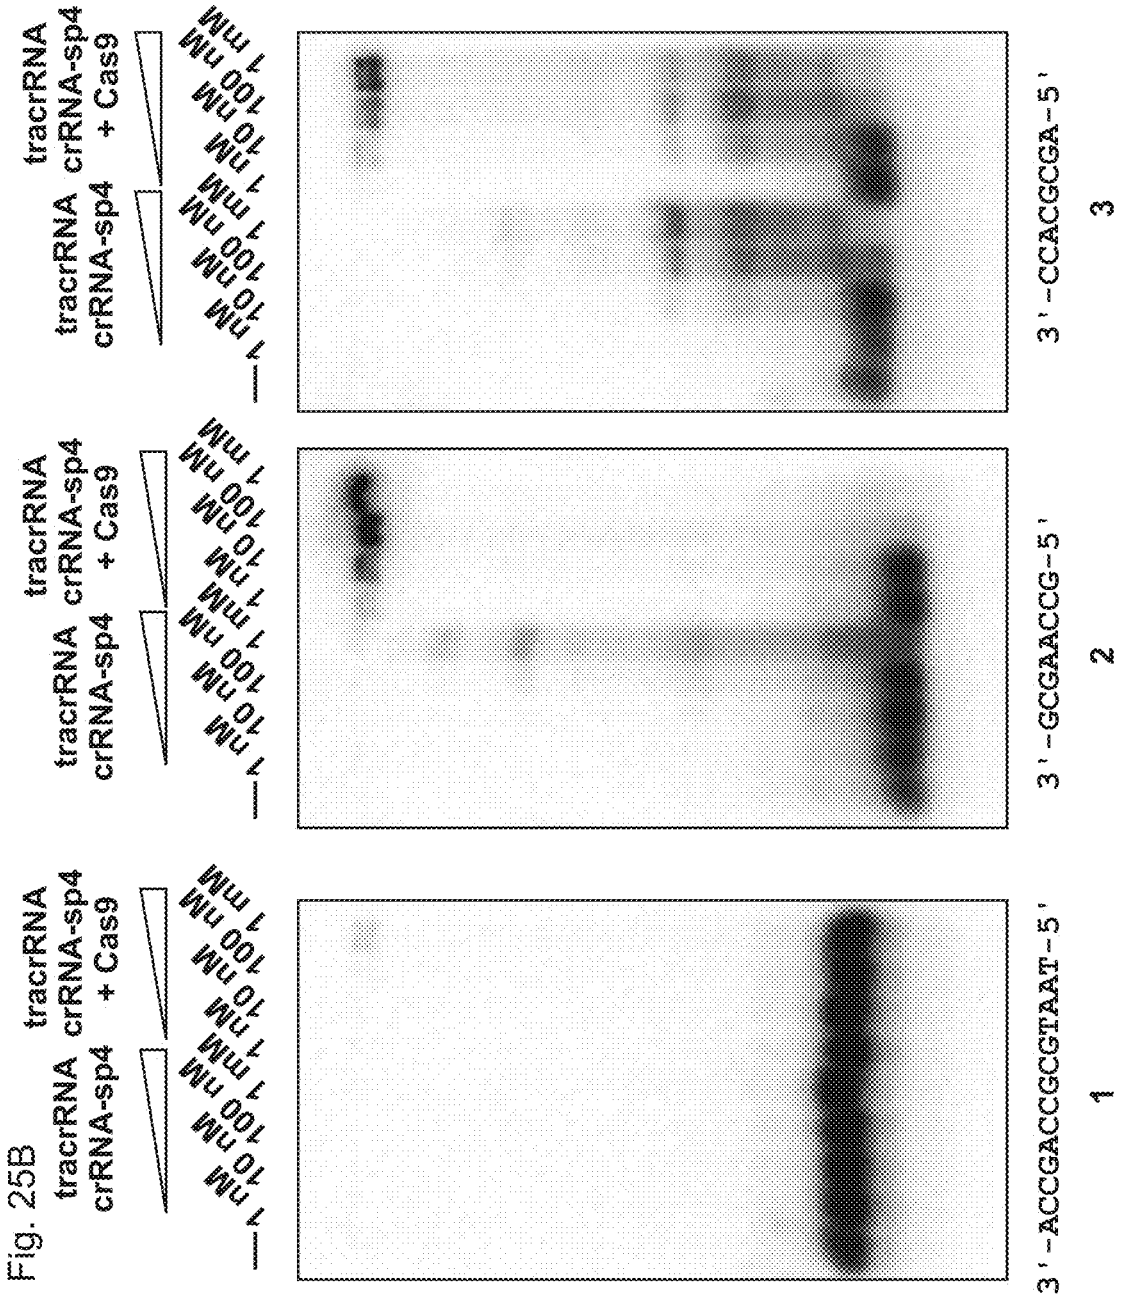 Fig. 25B
tracrRNA
crRNA-sp4
tracrRNA
crRNA-sp4
+ Cas9
— 1 nM 10 nM 100 nM 1 mM 1 nM 10 nM 100 nM 1 mM
3'-ACCGACCGCGTAAT-5'
1
tracrRNA
crRNA-sp4
tracrRNA
crRNA-sp4
+ Cas9
— 1 nM 10 nM 100 nM 1 mM 1 nM 10 nM 100 nM 1 mM
3'-GCGAACCG-5'
2
tracrRNA
crRNA-sp4
tracrRNA
crRNA-sp4
+ Cas9
— 1 nM 10 nM 100 nM 1 mM 1 nM 10 nM 100 nM 1 mM
3'-CCACGCGA-5'
3